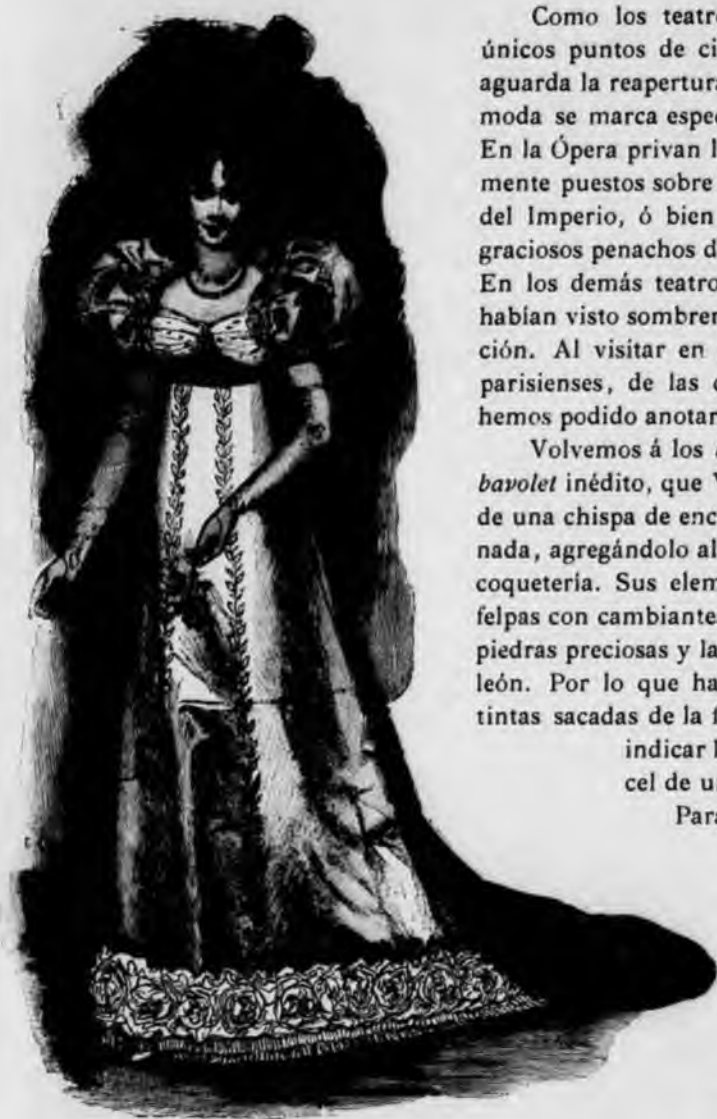 Como los teatro
únicos puntos de ci
aguarda la reapertura
moda se marca espec
En la Ópera privan l
mente puestos sobre
del Imperio, ó bien
graciosos penachos d
En los demás teatro
habían visto sombrer
ción. Al visitar en
parisienses, de las
hemos podido anotar
Volvemos á los
bavolet inédito, que V
de una chispa de enc
nada, agregándolo al
coquetería. Sus elem
felpas con cambiante
piedras preciosas y la
león. Por lo que ha
tintas sacadas de la f
indicar l
cel de u
Para